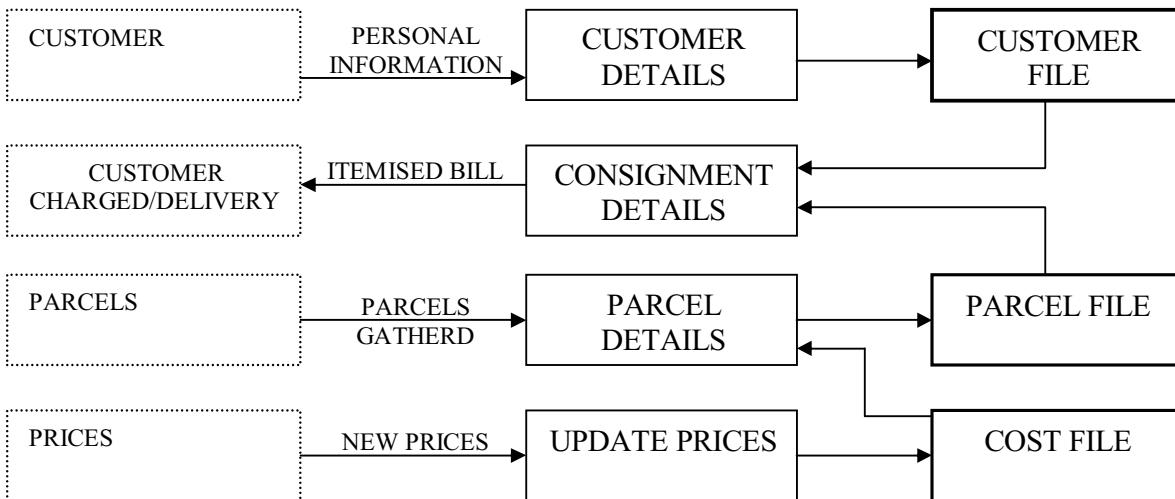 CUSTOMER
PERSONAL
INFORMATION
CUSTOMER
DETAILS
CUSTOMER
FILE
CUSTOMER
CHARGED/DELIVERY
ITEMISED BILL
CONSIGNMENT
DETAILS
PARCELS
PARCELS
GATHERD
PARCEL
DETAILS
PARCEL FILE
PRICES
NEW PRICES
UPDATE PRICES
COST FILE